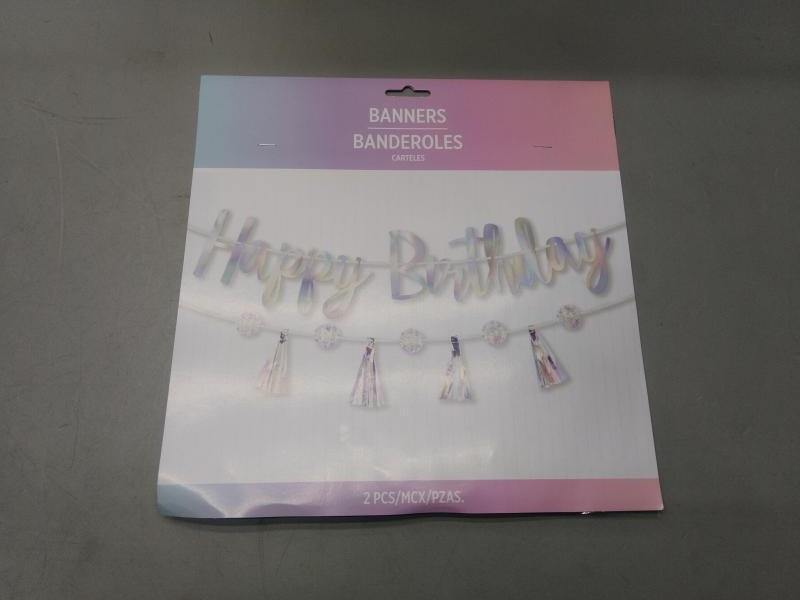 BANNERS
BANDEROLES
CARTELES
Happy Birthday
2 PCS/MCX/PZAS.